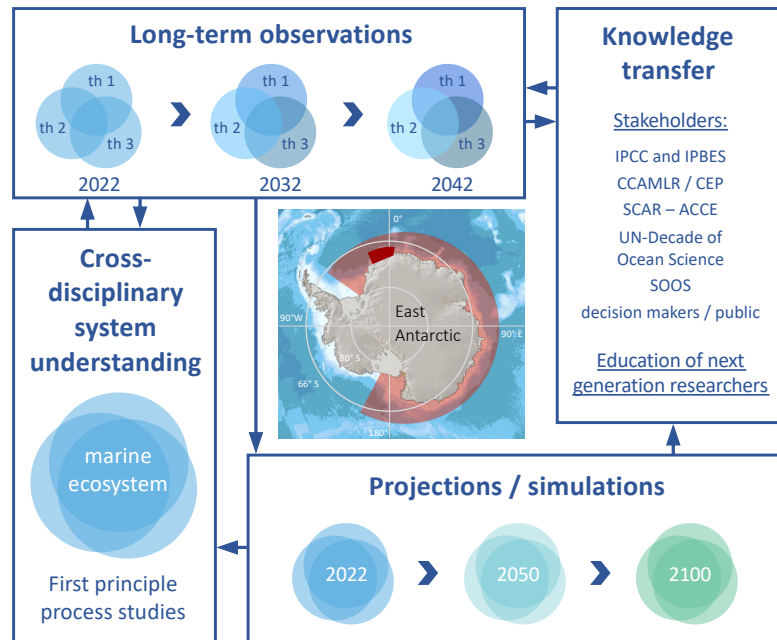 Long-term observations
th 1
th 2
th 3
th 1
th 2
th 3
th 1
th 2
th 3
2022
2032
2042
Knowledge
transfer
Stakeholders:
IPCC and IPBES
CCAMLR / CEP
SCAR – ACCE
UN-Decade of
Ocean Science
SOOS
decision makers / public
Education of next
generation researchers
Cross-
disciplinary
system
understanding
marine
ecosystem
First principle
process studies
0°
90°W
East
Antarctic
90° E
80° S
66° S
180°
Projections / simulations
2022
2050
2100